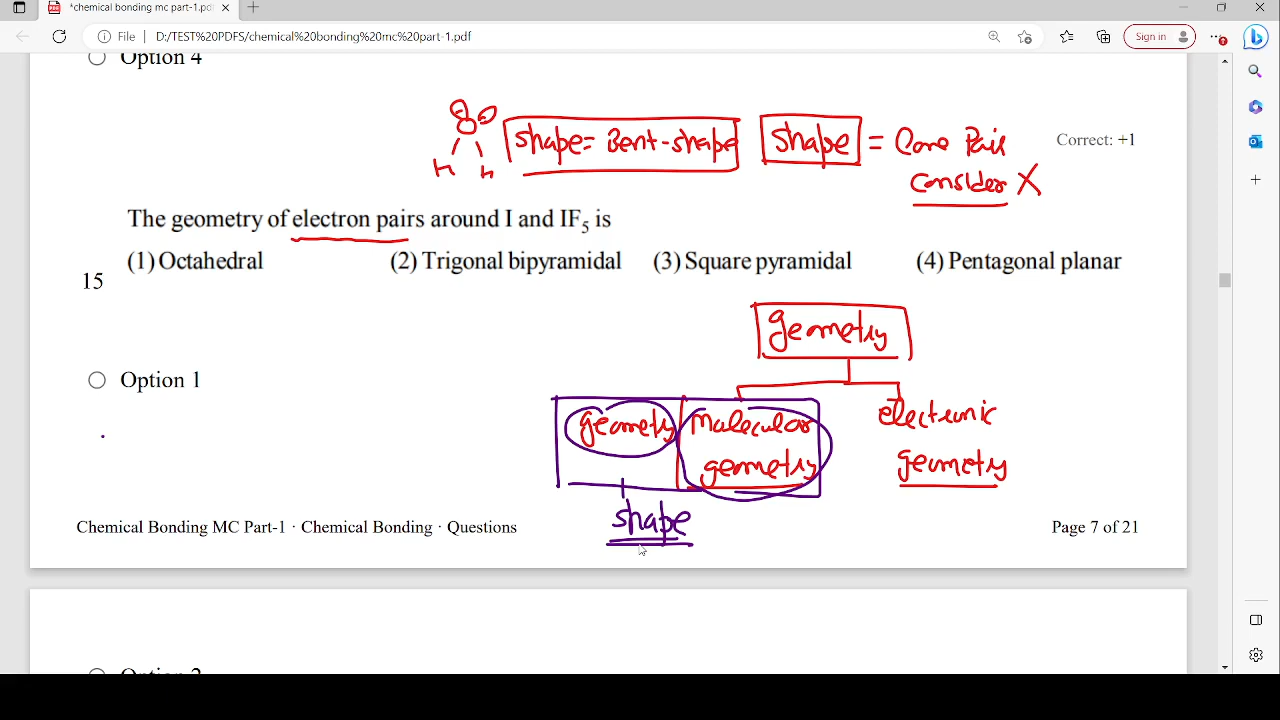 *chemical bonding mc part-1.pdf
File D:/TEST%20PDFS/chemical%20bonding%20mc%20part-1.pdf
Sign in
Option 4
shape= Bent-shape
shape = Lone Pair
consider X
H H
Correct: +1
The geometry of electron pairs around I and IF5 is
(1) Octahedral (2) Trigonal bipyramidal (3) Square pyramidal (4) Pentagonal planar
15
geometry
Option 1
geometry Molecular geometry
electronic geometry
shape
Chemical Bonding MC Part-1 · Chemical Bonding · Questions Page 7 of 21